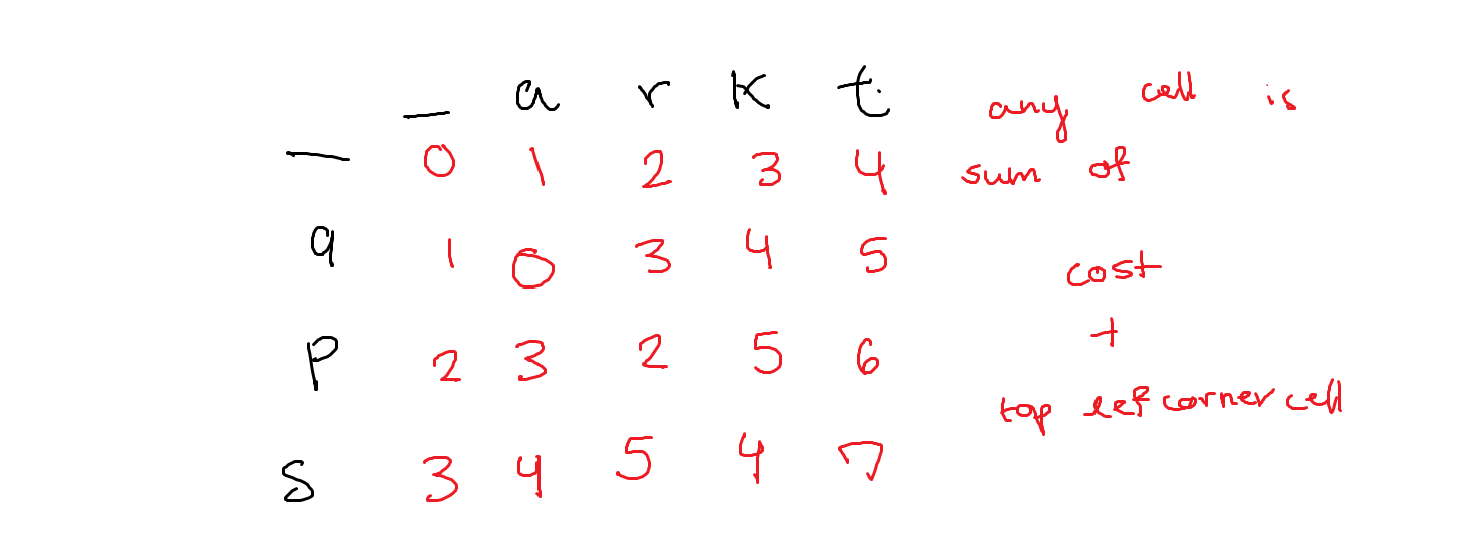 _ a r k t any cell is
_ 0 1 2 3 4 sum of
a 1 0 3 4 5 cost
+
p 2 3 2 5 6
top lef corner cell
S 3 4 5 4 7